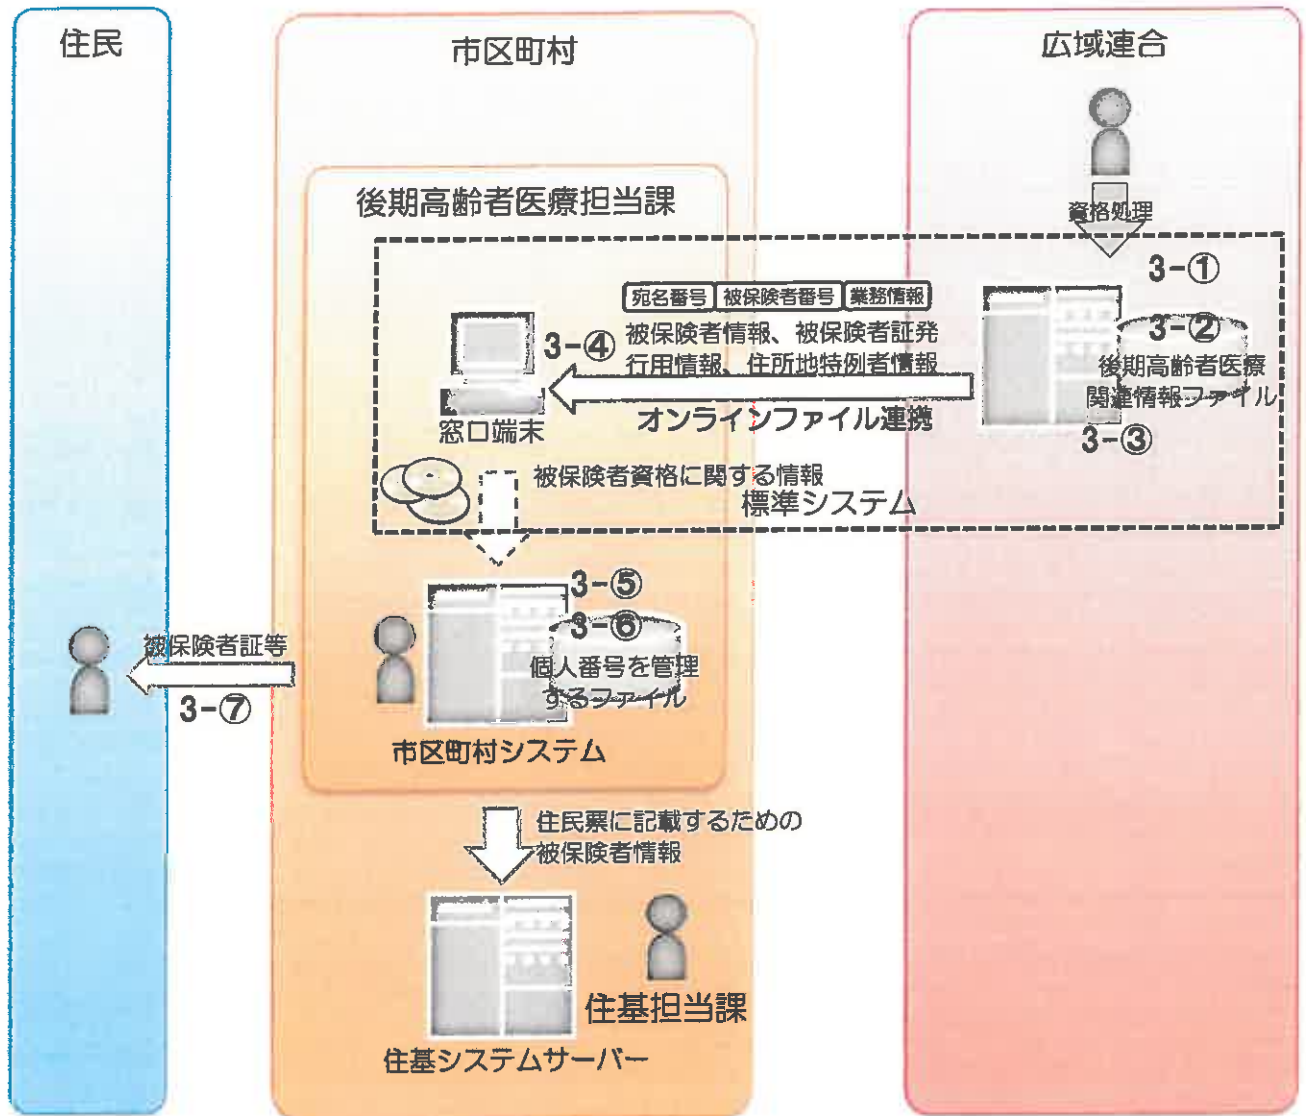 住民
市区町村
広域連合
後期高齢者医療担当課
資格処理
3-①
宛名番号 被保険者番号 業務情報
被保険者情報、被保険者証発
行用情報、住所地特例者情報
3-④
オンラインファイル連携
3-②
後期高齢者医療
関連情報ファイル
3-③
窓口端末
被保険者資格に関する情報
標準システム
3-⑤
3-⑥
個人番号を管理
するファイル
被保険者証等
3-⑦
市区町村システム
住民票に記載するための
被保険者情報
住基担当課
住基システムサーバー